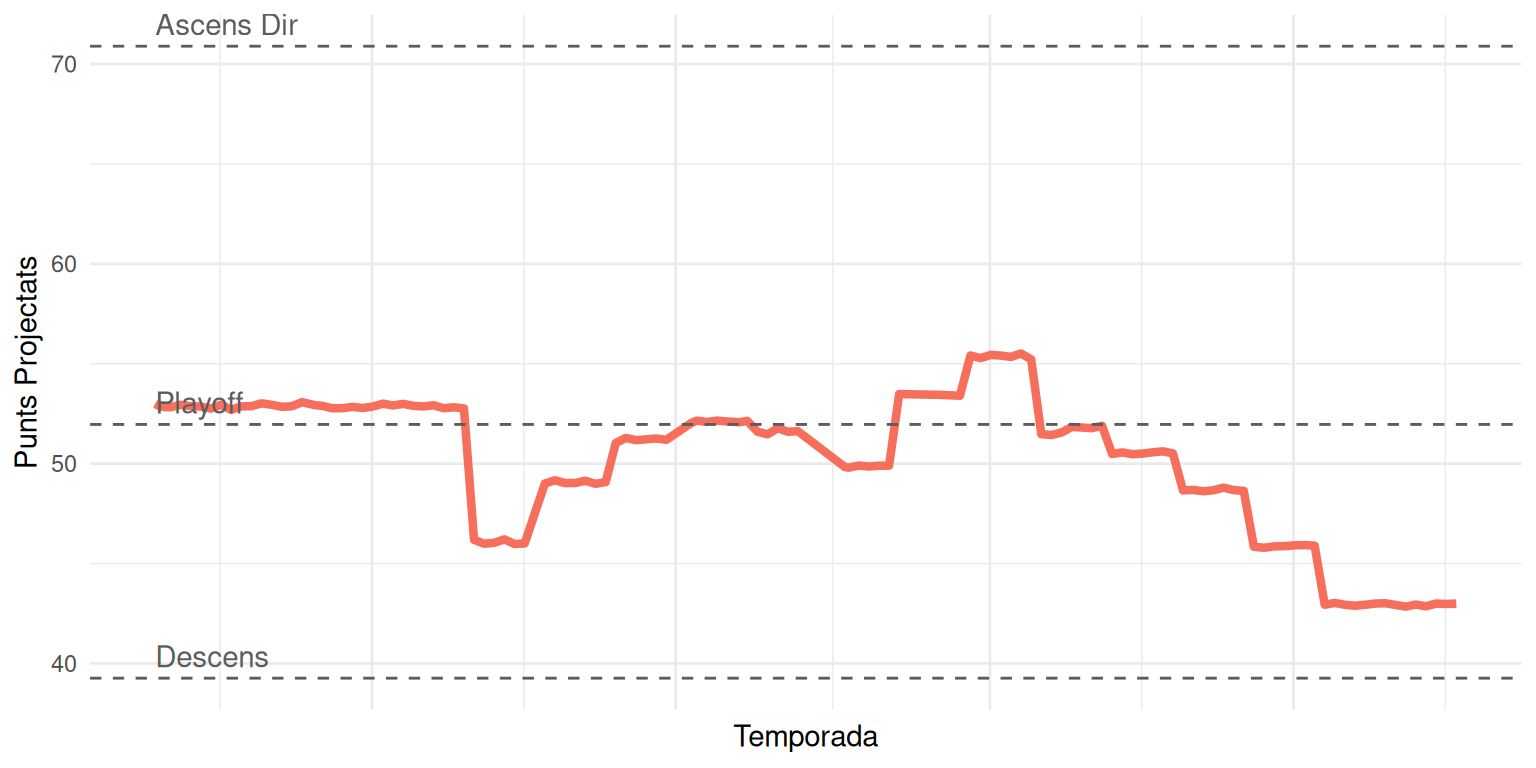 Ascens Dir
70
60
Playoff
50
Descens
40
Punts Projectats
Temporada